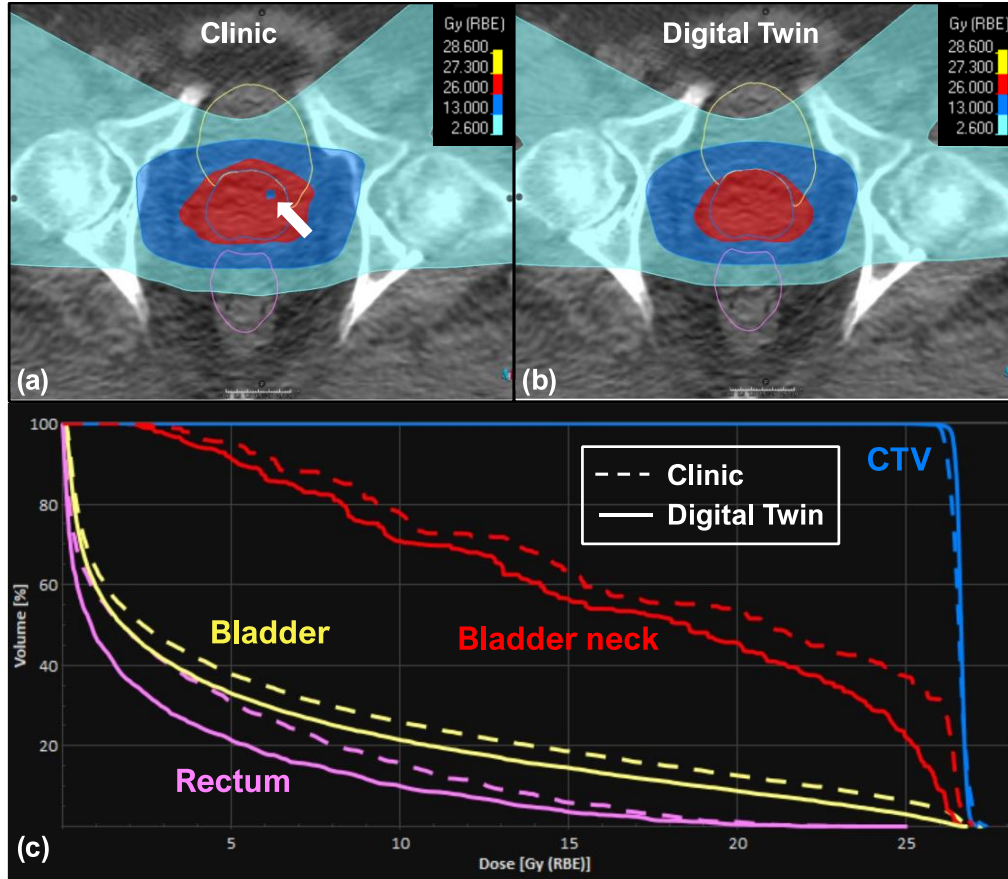 Clinic
Gy (RBE)
28.600
27.300
26.000
13.000
2.600
(a)
Digital Twin
Gy (RBE)
28.600
27.300
26.000
13.000
2.600
(b)
100
80
60
40
20
Volume [%]
CTV
Clinic
Digital Twin
Bladder
Bladder neck
Rectum
5
10
15
20
25
Dose [Gy (RBE)]
(c)